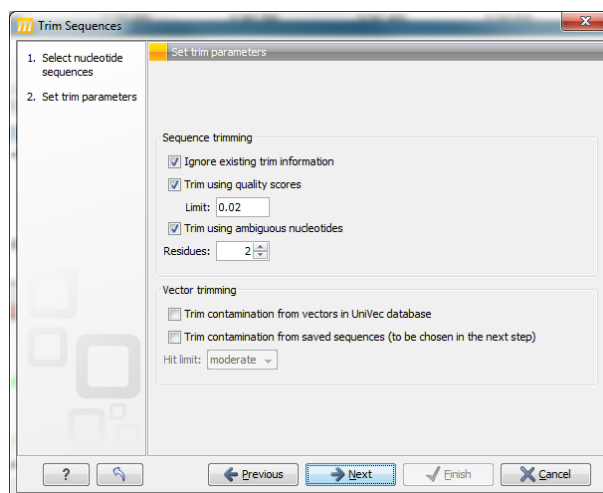 Trim Sequences
1. Select nucleotide
sequences
2. Set trim parameters
Set trim parameters
Sequence trimming
Ignore existing trim information
Trim using quality scores
Limit: 0.02
Trim using ambiguous nucleotides
Residues: 2
Vector trimming
Trim contamination from vectors in UniVec database
Trim contamination from saved sequences (to be chosen in the next step)
Hit limit: moderate
? Previous Next Finish Cancel